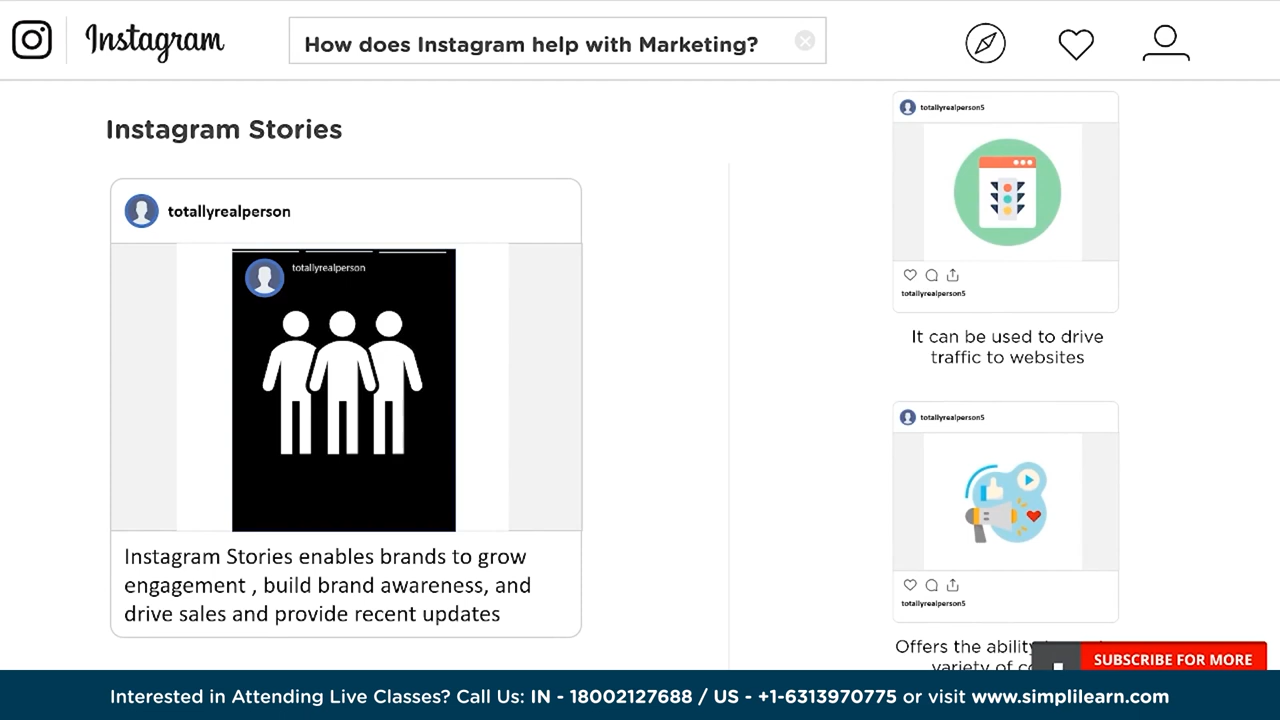 Instagram
How does Instagram help with Marketing?
Instagram Stories
totallyrealperson
totallyrealperson
Instagram Stories enables brands to grow
engagement , build brand awareness, and
drive sales and provide recent updates
totallyrealperson5
totallyrealperson5
It can be used to drive
traffic to websites
totallyrealperson5
totallyrealperson5
Offers the ability
variety of
SUBSCRIBE FOR MORE
Interested in Attending Live Classes? Call Us: IN - 18002127688 / US - +1-6313970775 or visit www.simplilearn.com